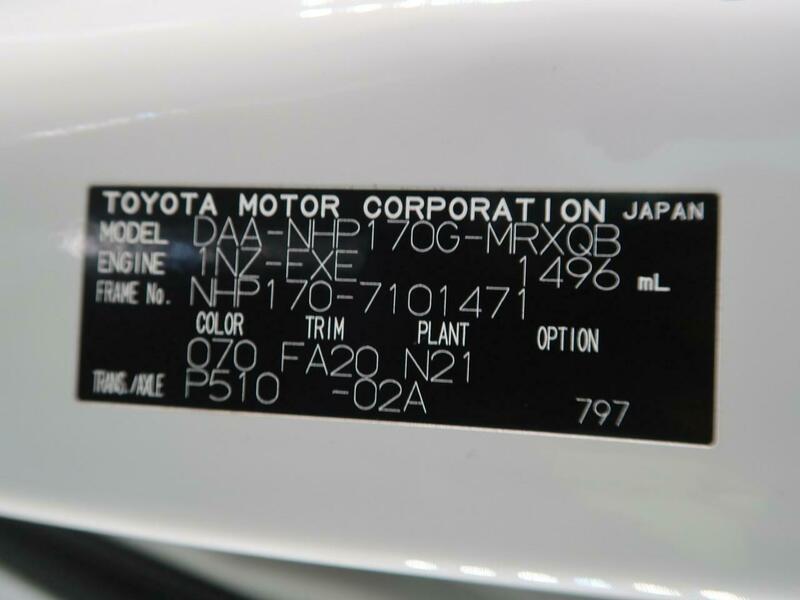 TOYOTA MOTOR CORPORATION JAPAN
MODEL DAA-NHP170G-MRXQB
ENGINE 1NZ-EXE 1496 mL
FRAME No. NHP170-7101471
COLOR TRIM PLANT OPTION
070 FA20 N21
TRANS./AXLE P510 -02A
797